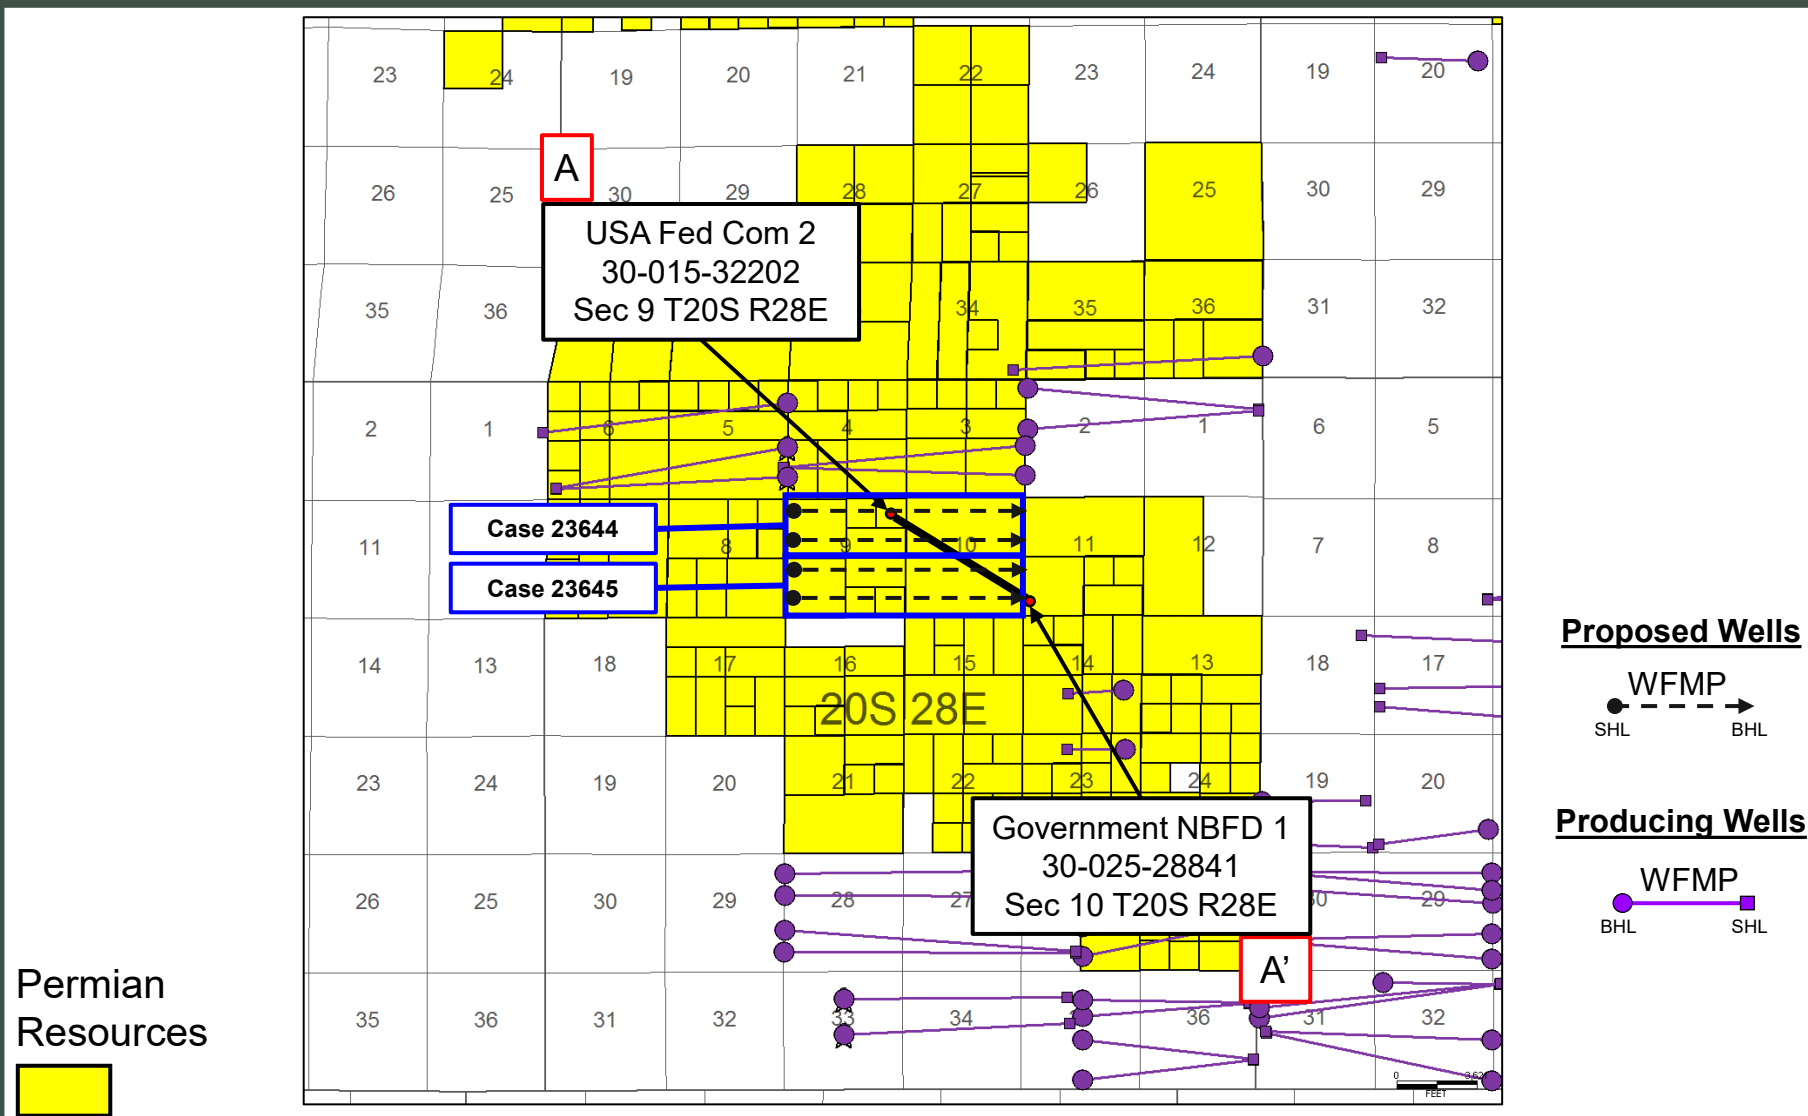 23 24 19 20 21 22 23 24 19 20
A
26 25 30 29 28 27 26 25 30 29
USA Fed Com 2
30-015-32202
Sec 9 T20S R28E
35 36 34 35 36 31 32
2 1 6 5 4 3 2 1 6 5
Case 23644
11 8 9 10 11 12 7 8
Case 23645
14 13 18 17 16 15 14 13 18 17
20S 28E
23 24 19 20 21 22 23 24 19 20
Government NBFD 1
30-025-28841
Sec 10 T20S R28E
26 25 30 29 28 27 29
A'
35 36 31 32 33 34 36 31 32
0
FEET
Proposed Wells
WFMP
SHL BHL
Producing Wells
WFMP
BHL SHL
Permian
Resources